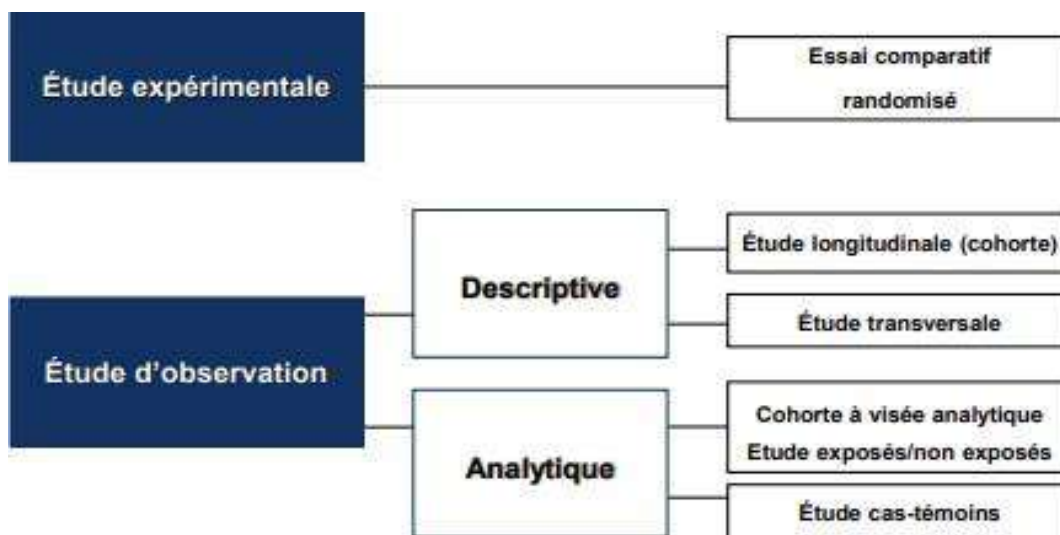 Étude expérimentale
Essai comparatif
randomisé
Étude d'observation
Descriptive
Étude longitudinale (cohorte)
Étude transversale
Analytique
Cohorte à visée analytique
Etude exposés/non exposés
Étude cas-témoins